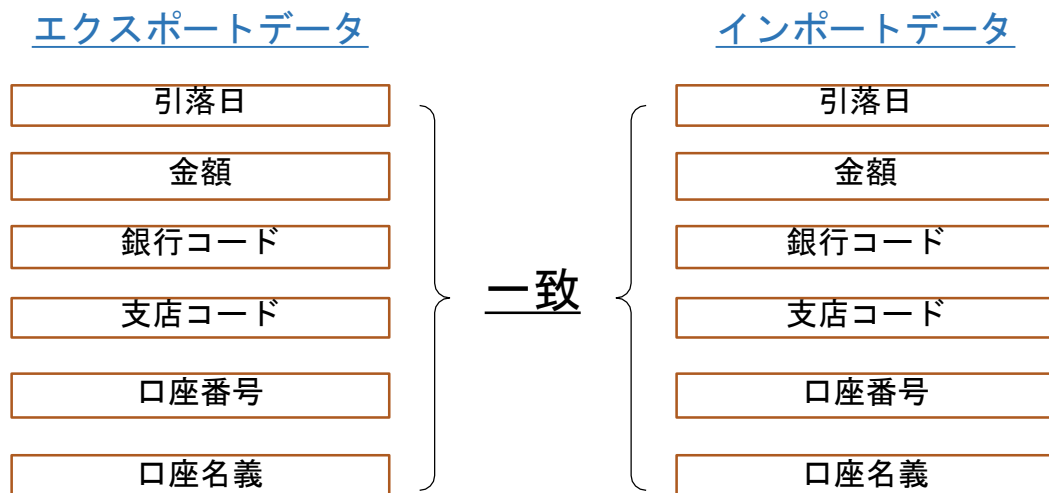 エクスポートデータ
インポートデータ
引落日
引落日
金額
金額
銀行コード
銀行コード
一致
支店コード
支店コード
口座番号
口座番号
口座名義
口座名義